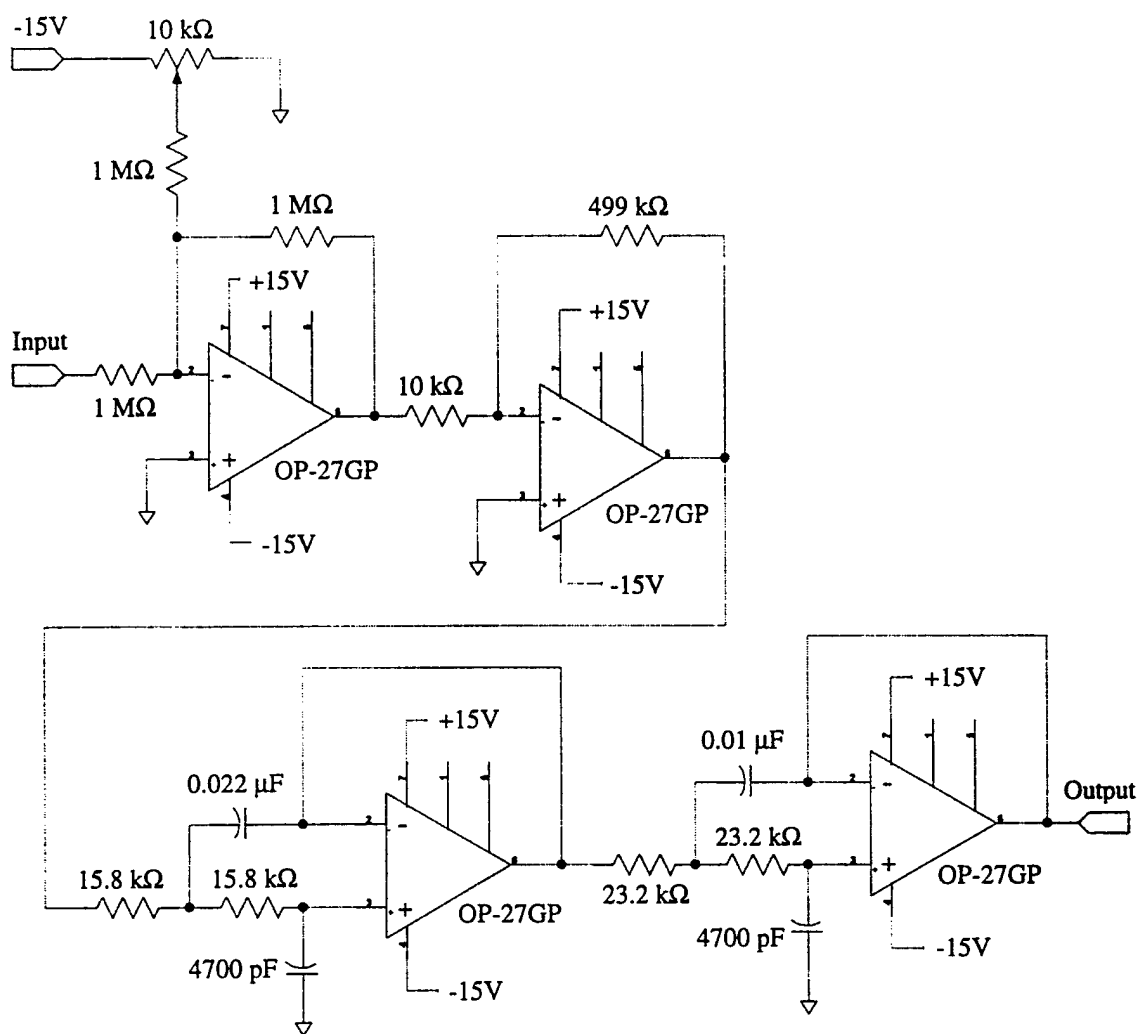 -15V
10 kΩ
1 MΩ
1 MΩ
499 kΩ
+15V
+15V
Input
1 MΩ
10 kΩ
OP-27GP
OP-27GP
-15V
-15V
+15V
+15V
0.022 µF
0.01 µF
Output
15.8 kΩ
15.8 kΩ
23.2 kΩ
23.2 kΩ
OP-27GP
OP-27GP
4700 pF
4700 pF
-15V
-15V